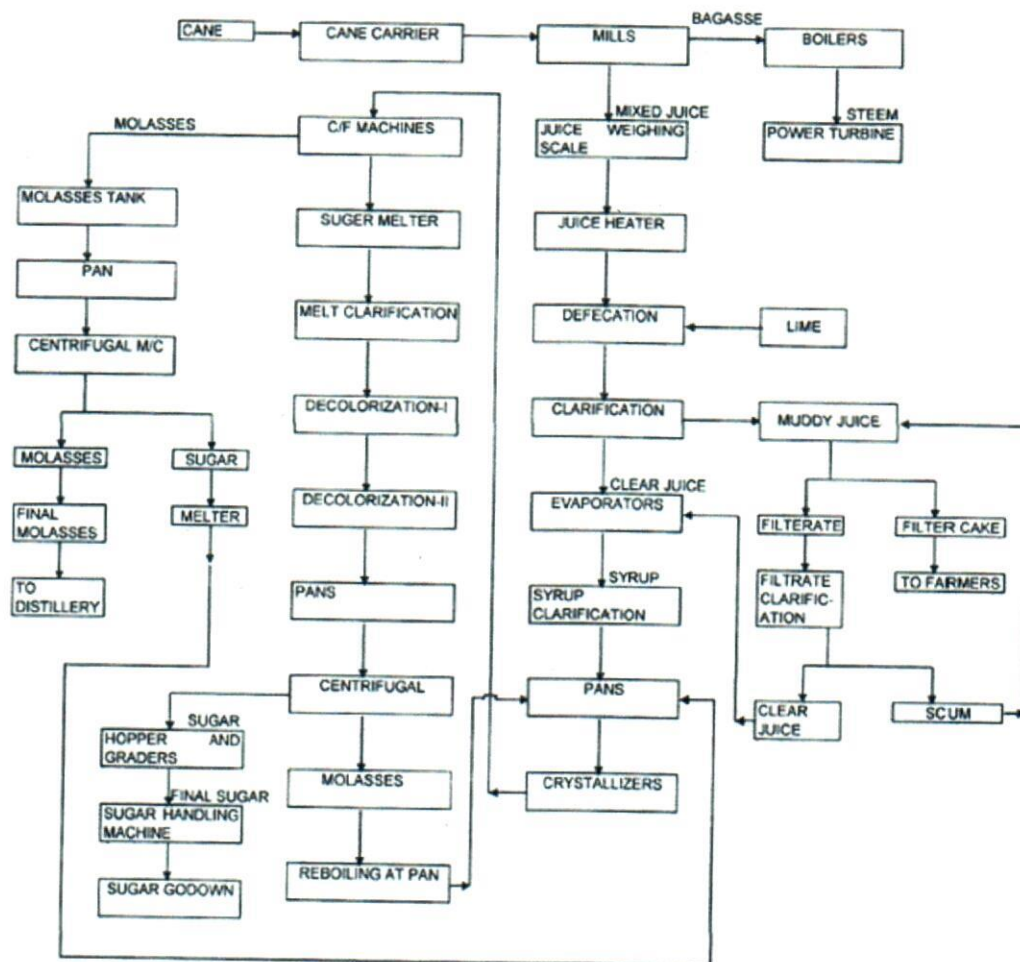 CANE
CANE CARRIER
MILLS
BAGASSE
BOILERS
STEEM
POWER TURBINE
MIXED JUICE
JUICE WEIGHING
SCALE
JUICE HEATER
DEFECATION
LIME
CLARIFICATION
MUDDY JUICE
CLEAR JUICE
EVAPORATORS
SYRUP
SYRUP
CLARIFICATION
PANS
CRYSTALLIZERS
FILTERATE
FILTRATE
CLARIFIC-
ATION
FILTER CAKE
TO FARMERS
CLEAR
JUICE
SCUM
C/F MACHINES
MOLASSES
MOLASSES TANK
PAN
CENTRIFUGAL M/C
MOLASSES
FINAL
MOLASSES
TO
DISTILLERY
SUGAR
MELTER
SUGER MELTER
MELT CLARIFICATION
DECOLORIZATION-I
DECOLORIZATION-II
PANS
CENTRIFUGAL
SUGAR
HOPPER AND
GRADERS
FINAL SUGAR
SUGAR HANDLING
MACHINE
SUGAR GODOWN
MOLASSES
REBOILING AT PAN